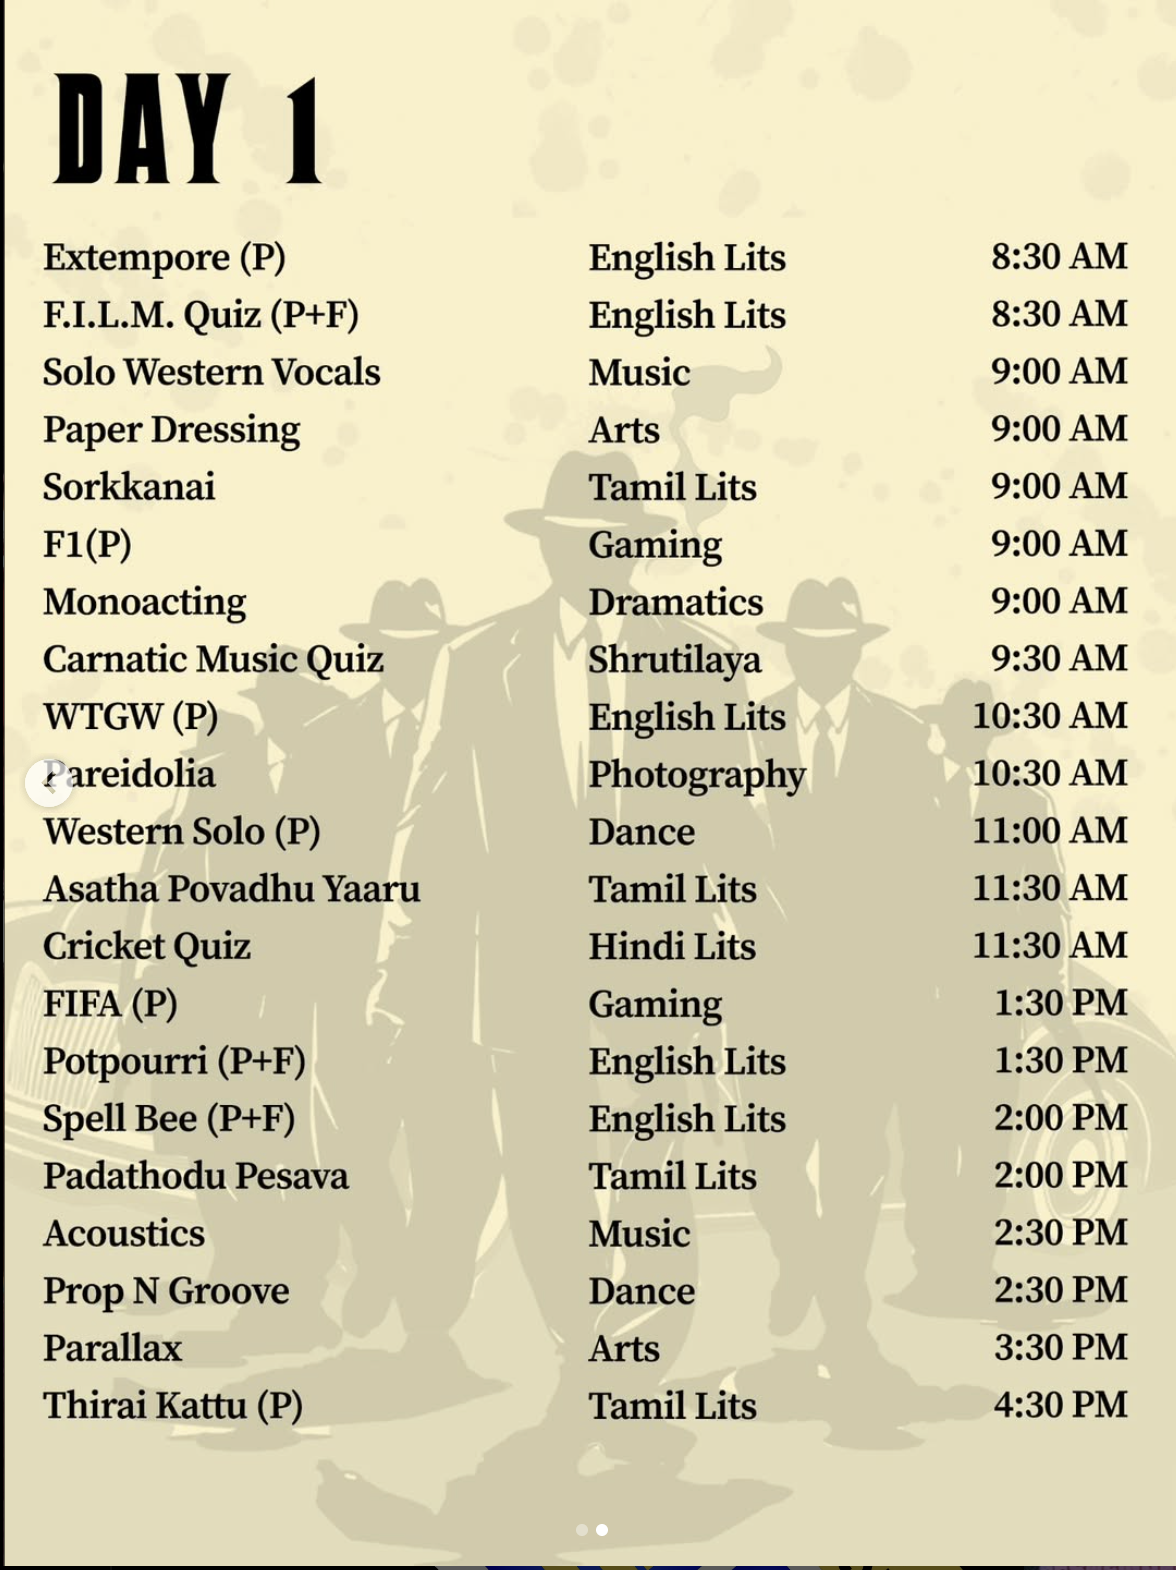 DAY 1
Extempore (P) English Lits 8:30 AM
F.I.L.M. Quiz (P+F) English Lits 8:30 AM
Solo Western Vocals Music 9:00 AM
Paper Dressing Arts 9:00 AM
Sorkkanai Tamil Lits 9:00 AM
F1(P) Gaming 9:00 AM
Monoacting Dramatics 9:00 AM
Carnatic Music Quiz Shrutilaya 9:30 AM
WTGW (P) English Lits 10:30 AM
Pareidolia Photography 10:30 AM
Western Solo (P) Dance 11:00 AM
Asatha Povadhu Yaaru Tamil Lits 11:30 AM
Cricket Quiz Hindi Lits 11:30 AM
FIFA (P) Gaming 1:30 PM
Potpourri (P+F) English Lits 1:30 PM
Spell Bee (P+F) English Lits 2:00 PM
Padathodu Pesava Tamil Lits 2:00 PM
Acoustics Music 2:30 PM
Prop N Groove Dance 2:30 PM
Parallax Arts 3:30 PM
Thirai Kattu (P) Tamil Lits 4:30 PM